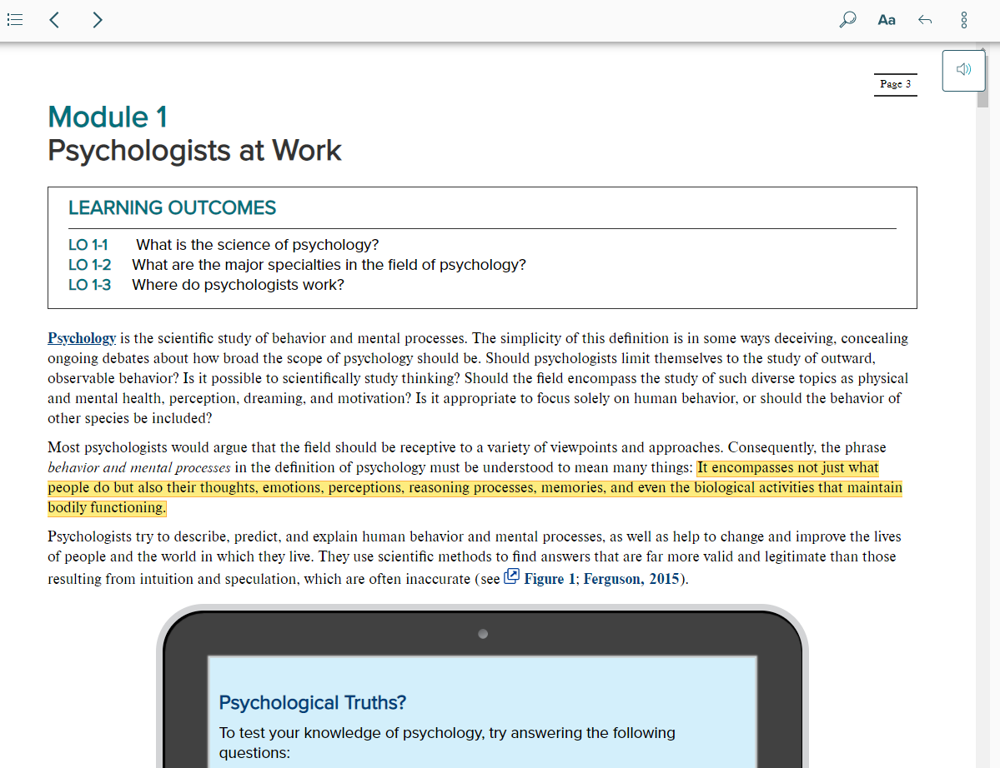 Aa
Page 3
Module 1
Psychologists at Work
LEARNING OUTCOMES
LO 1-1 What is the science of psychology?
LO 1-2 What are the major specialties in the field of psychology?
LO 1-3 Where do psychologists work?
Psychology is the scientific study of behavior and mental processes. The simplicity of this definition is in some ways deceiving, concealing
ongoing debates about how broad the scope of psychology should be. Should psychologists limit themselves to the study of outward,
observable behavior? Is it possible to scientifically study thinking? Should the field encompass the study of such diverse topics as physical
and mental health, perception, dreaming, and motivation? Is it appropriate to focus solely on human behavior, or should the behavior of
other species be included?
Most psychologists would argue that the field should be receptive to a variety of viewpoints and approaches. Consequently, the phrase
behavior and mental processes in the definition of psychology must be understood to mean many things: It encompasses not just what
people do but also their thoughts, emotions, perceptions, reasoning processes, memories, and even the biological activities that maintain
bodily functioning.
Psychologists try to describe, predict, and explain human behavior and mental processes, as well as help to change and improve the lives
of people and the world in which they live. They use scientific methods to find answers that are far more valid and legitimate than those
resulting from intuition and speculation, which are often inaccurate (see Figure 1; Ferguson, 2015).
Psychological Truths?
To test your knowledge of psychology, try answering the following
questions: